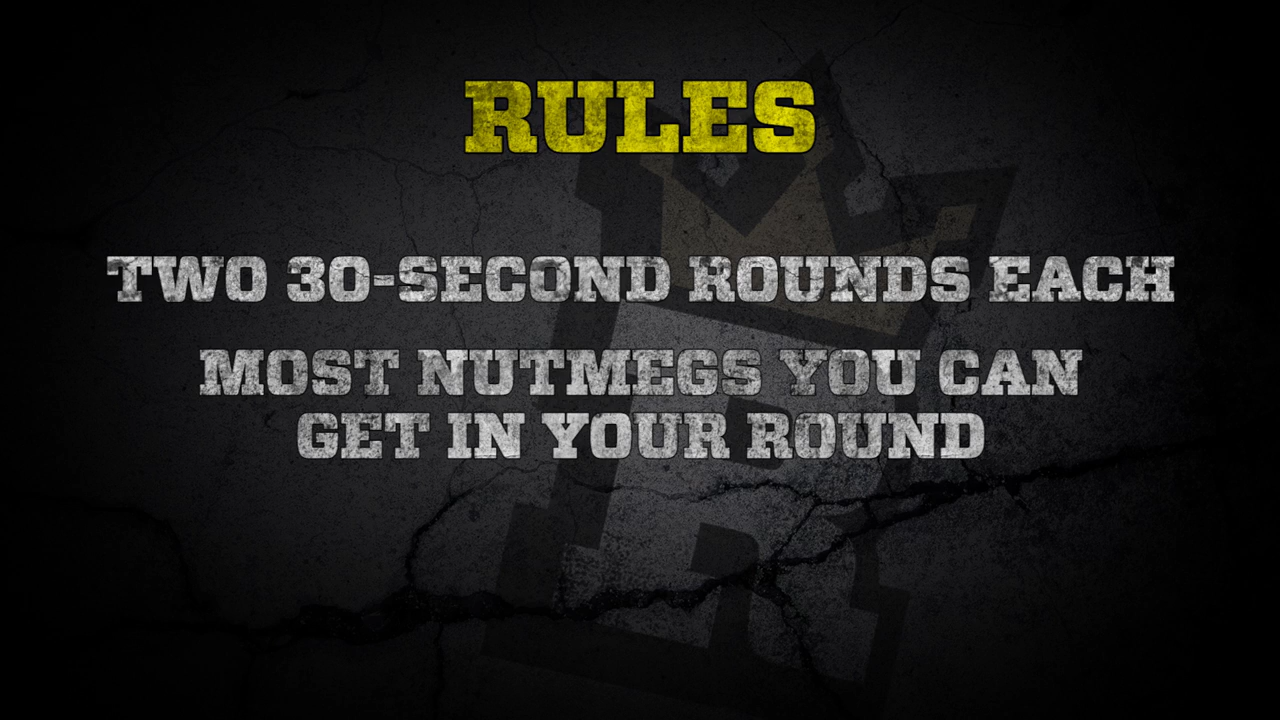 RULES
TWO 30-SECOND ROUNDS EACH
MOST NUTMEGS YOU CAN
GET IN YOUR ROUND